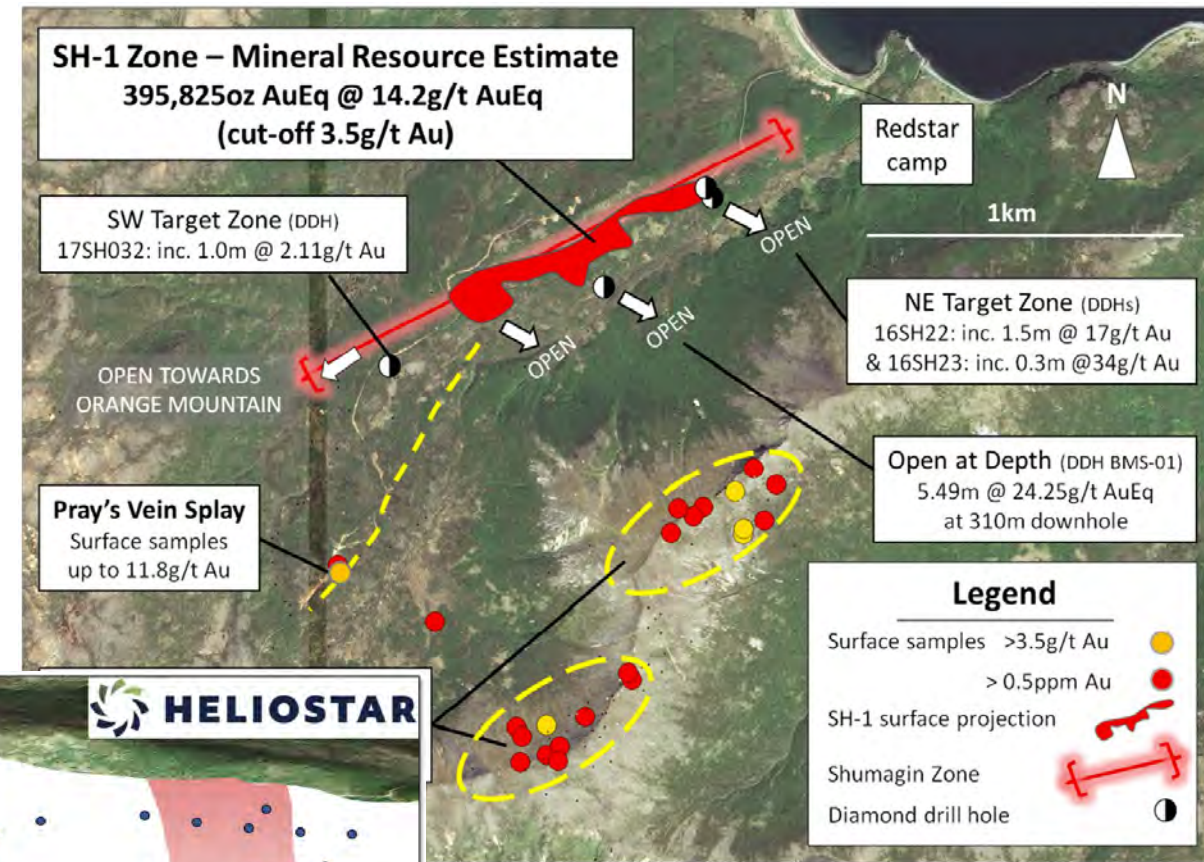 SH-1 Zone – Mineral Resource Estimate
395,825oz AuEq @ 14.2g/t AuEq
(cut-off 3.5g/t Au)
SW Target Zone (DDH)
17SH032: inc. 1.0m @ 2.11g/t Au
Redstar
camp
N
1km
OPEN
OPEN
OPEN
NE Target Zone (DDHs)
16SH22: inc. 1.5m @ 17g/t Au
& 16SH23: inc. 0.3m @34g/t Au
OPEN TOWARDS
ORANGE MOUNTAIN
Open at Depth (DDH BMS-01)
5.49m @ 24.25g/t AuEq
at 310m downhole
Pray's Vein Splay
Surface samples
up to 11.8g/t Au
Legend
Surface samples >3.5g/t Au
> 0.5ppm Au
SH-1 surface projection
Shumagin Zone
Diamond drill hole
HELIOSTAR